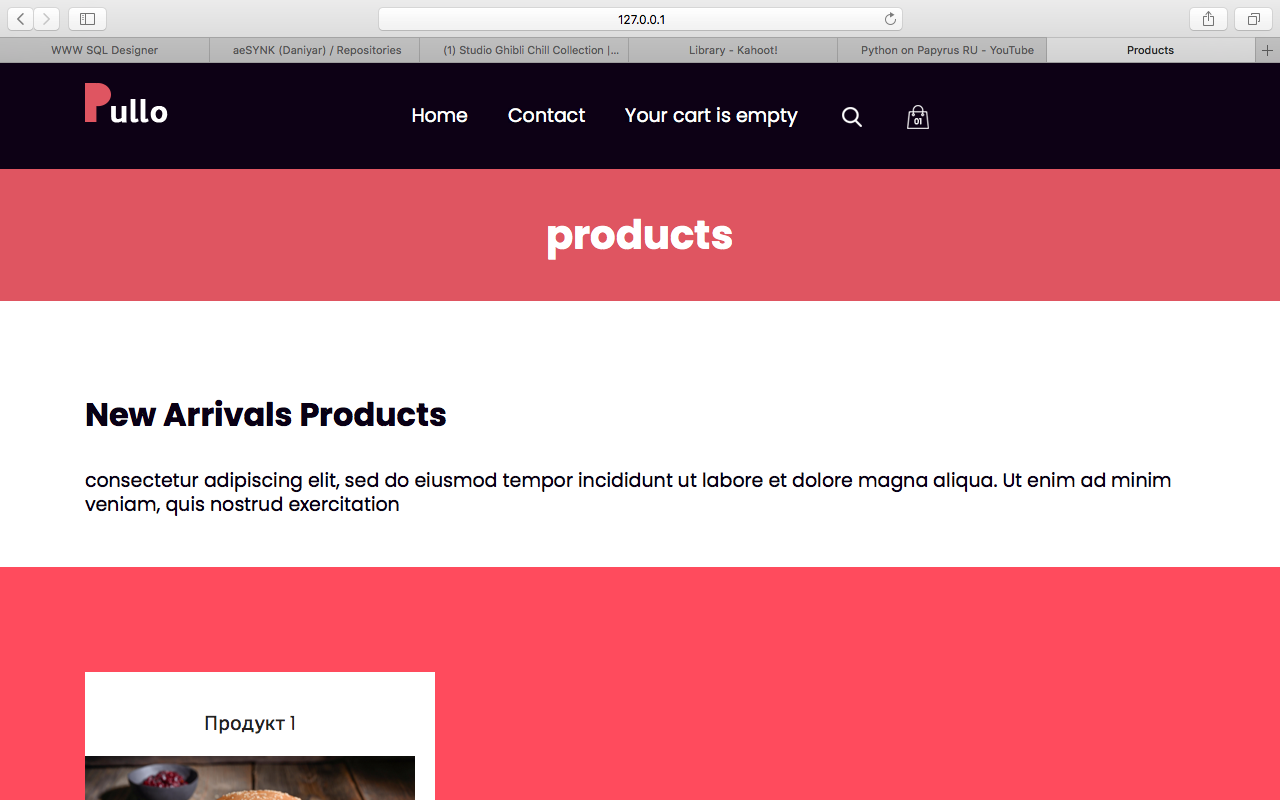 127.0.0.1
WWW SQL Designer
aeSYNK (Daniyar) / Repositories
(1) Studio Ghibli Chill Collection |...
Library - Kahoot!
Python on Papyrus RU - YouTube
Products
Pullo
Home
Contact
Your cart is empty
01
products
New Arrivals Products
consectetur adipiscing elit, sed do eiusmod tempor incididunt ut labore et dolore magna aliqua. Ut enim ad minim
veniam, quis nostrud exercitation
Продукт 1